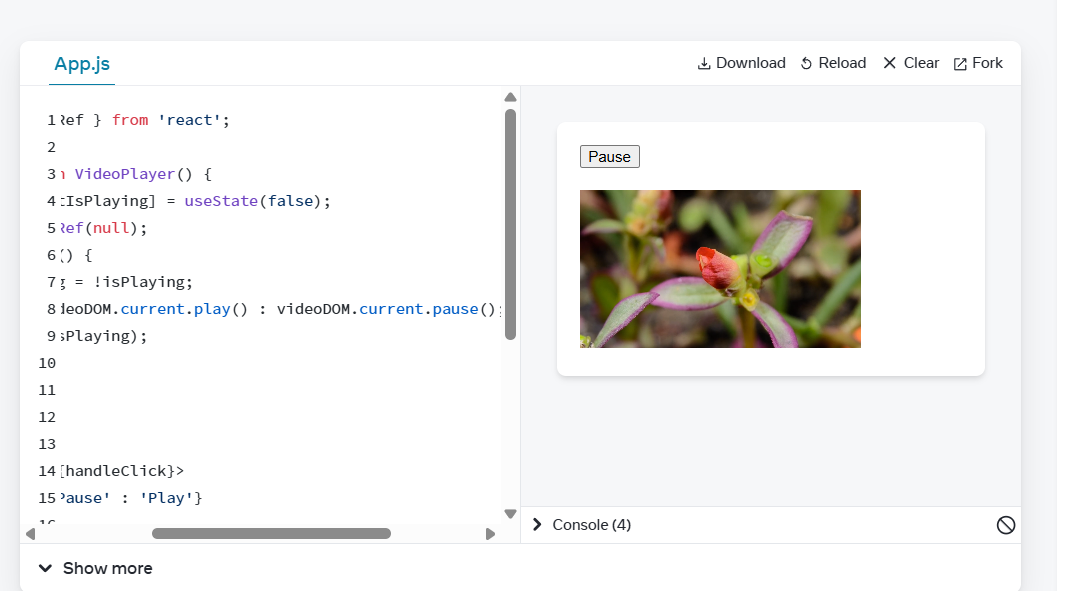 App.js
Download Reload Clear Fork
1 Ref } from 'react';
2
3 VideoPlayer() {
4 IsPlaying] = useState(false);
5 Ref(null);
6 () {
7 g = !isPlaying;
8 deoDOM.current.play() : videoDOM.current.pause();
9 sPlaying);
10
11
12
13
14 {handleClick}>
15 Pause' : 'Play'}
16
Show more
Pause
Console (4)